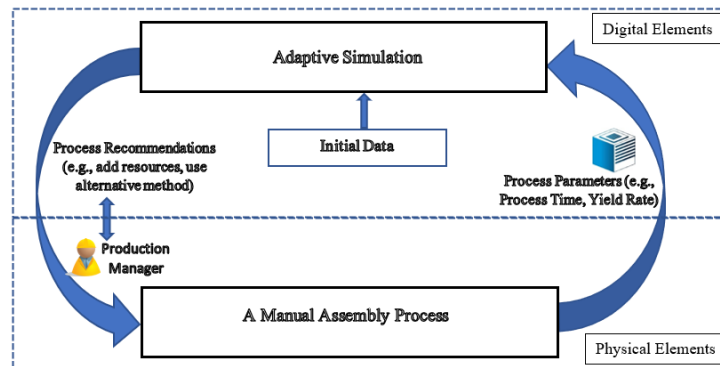 Digital Elements
Adaptive Simulation
Initial Data
Process Recommendations
(e.g., add resources, use
alternative method)
Process Parameters (e.g.,
Process Time, Yield Rate)
Production
Manager
A Manual Assembly Process
Physical Elements